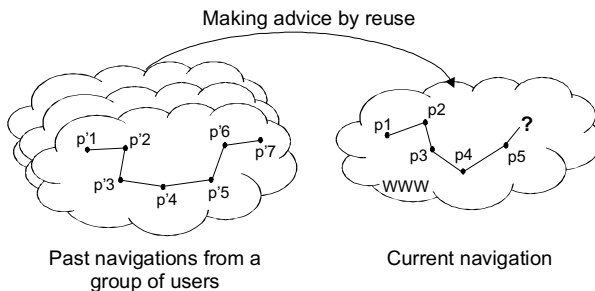 Making advice by reuse
p'1
p'2
p'3
p'4
p'5
p'6
p'7
p1
p2
p3
p4
p5
?
WWW
Past navigations from a
group of users
Current navigation